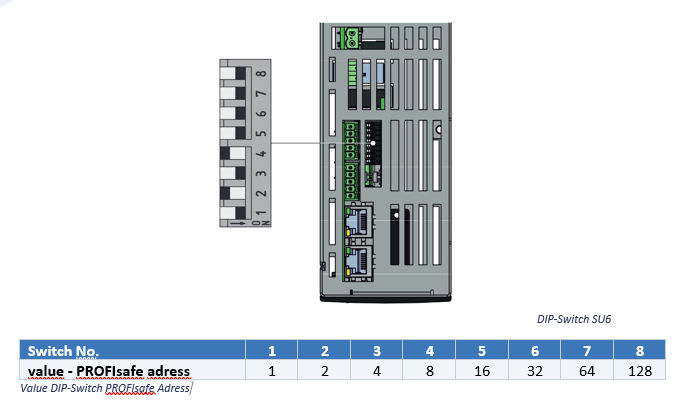 8
7
6
5
4
3
2
1
ON
DIP-Switch SU6
Switch No. 1 2 3 4 5 6 7 8
value - PROFIsafe adress 1 2 4 8 16 32 64 128
Value DIP-Switch PROFIsafe Adress